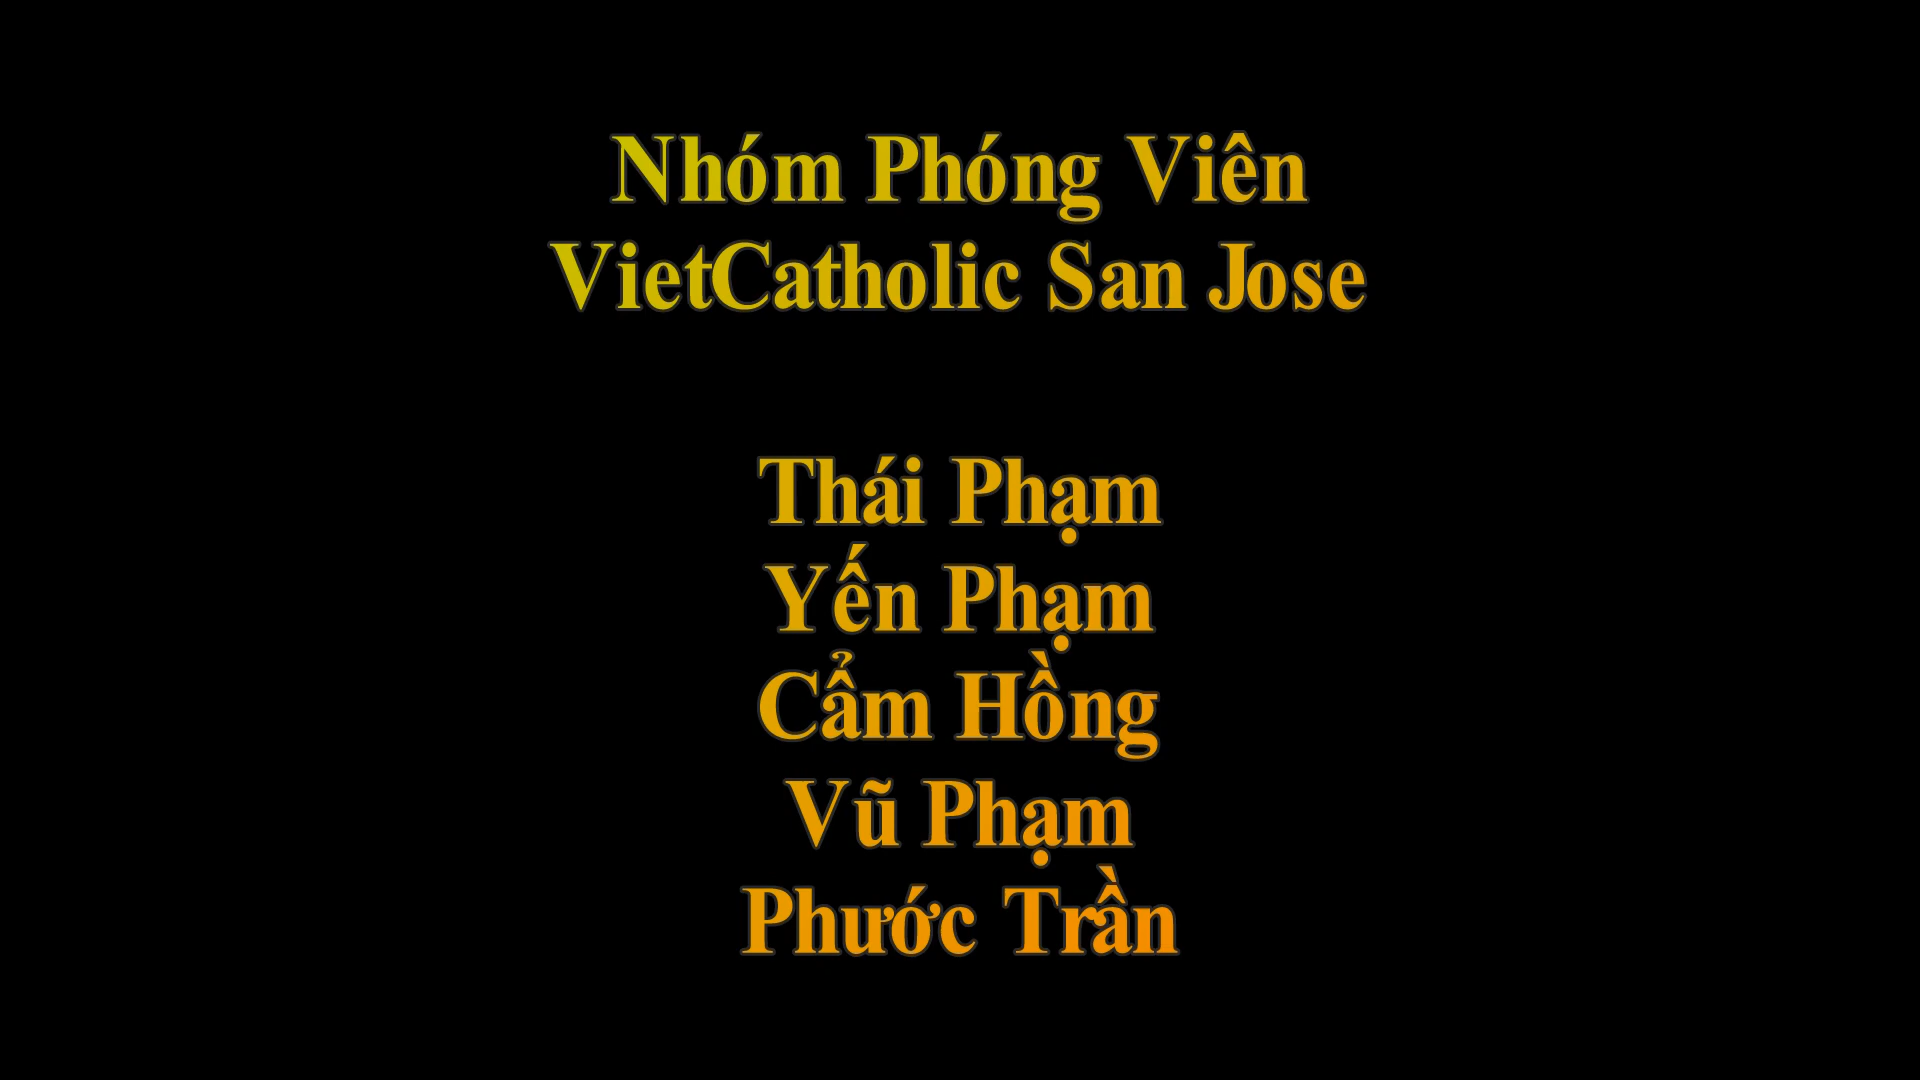 Nhóm Phóng Viên
VietCatholic San Jose
Thái Phạm
Yến Phạm
Cẩm Hồng
Vũ Phạm
Phước Trần